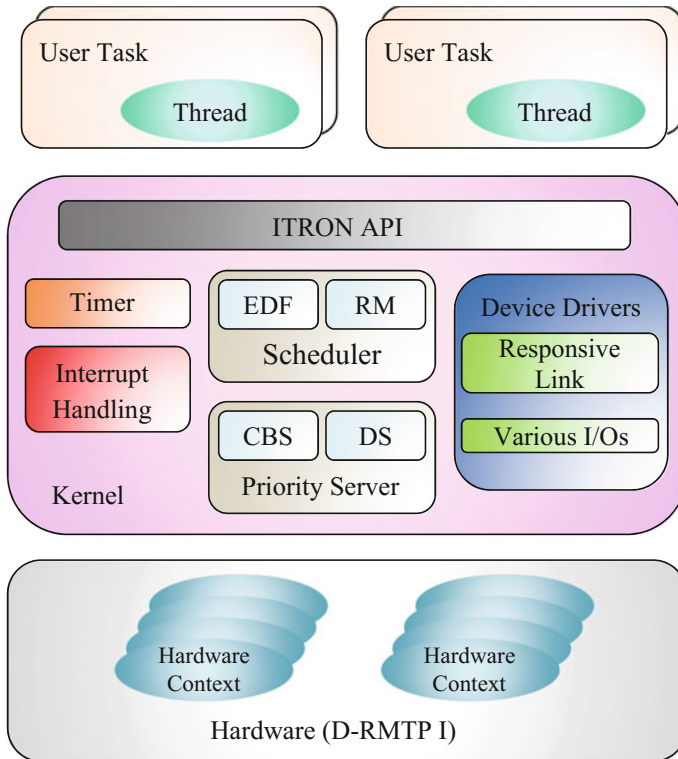 User Task
Thread
User Task
Thread
ITRON API
Timer
Interrupt
Handling
EDF
RM
Scheduler
CBS
DS
Priority Server
Device Drivers
Responsive
Link
Various I/Os
Kernel
Hardware
Context
Hardware
Context
Hardware (D-RMTP I)